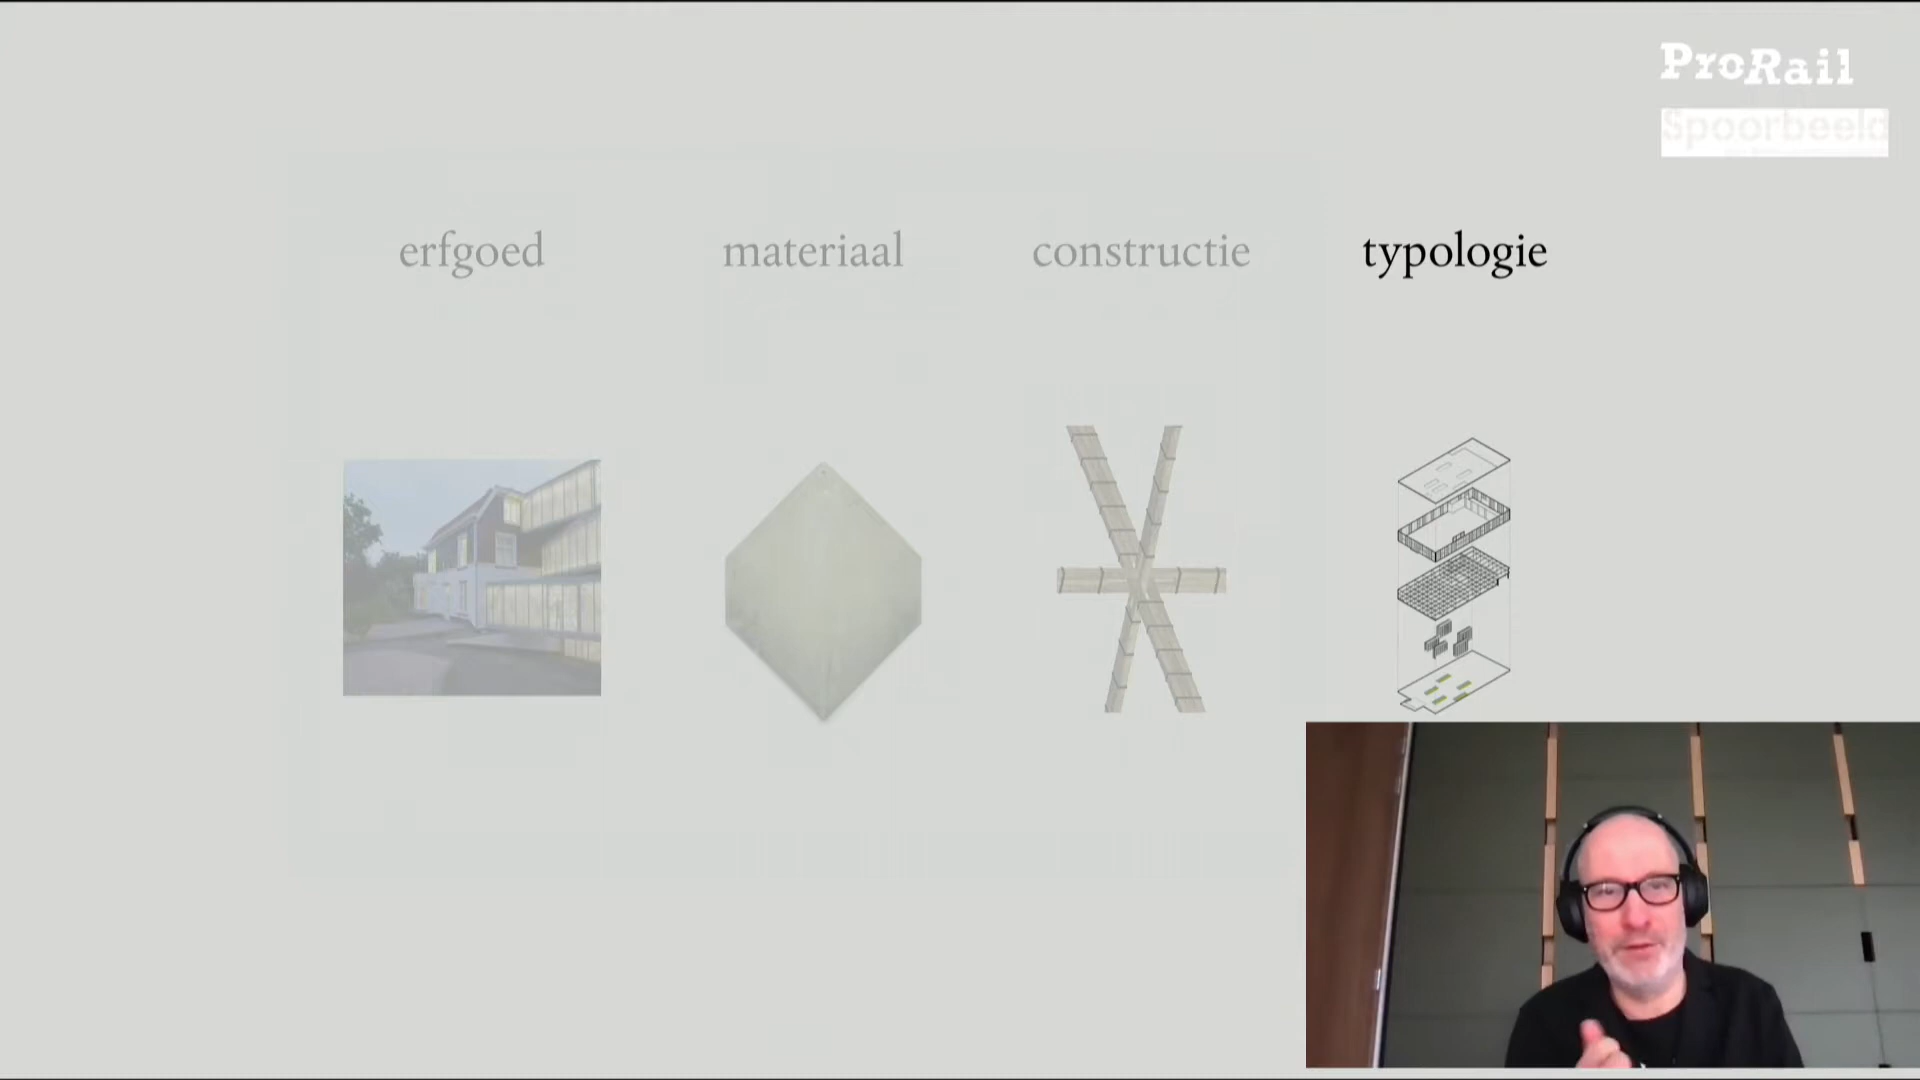 ProRail
Spoorbeeld
erfgoed
materiaal
constructie
typologie